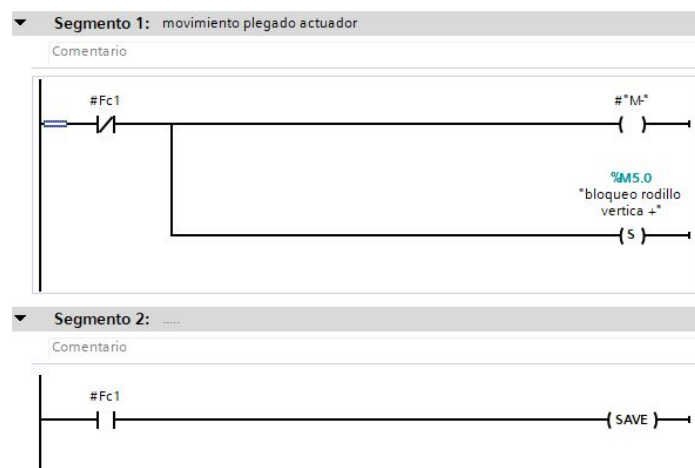 Segmento 1: movimiento plegado actuador
Comentario
#Fc1
#"M-"
%M5.0
"bloqueo rodillo
vertica +"
S
Segmento 2: .....
Comentario
#Fc1
SAVE